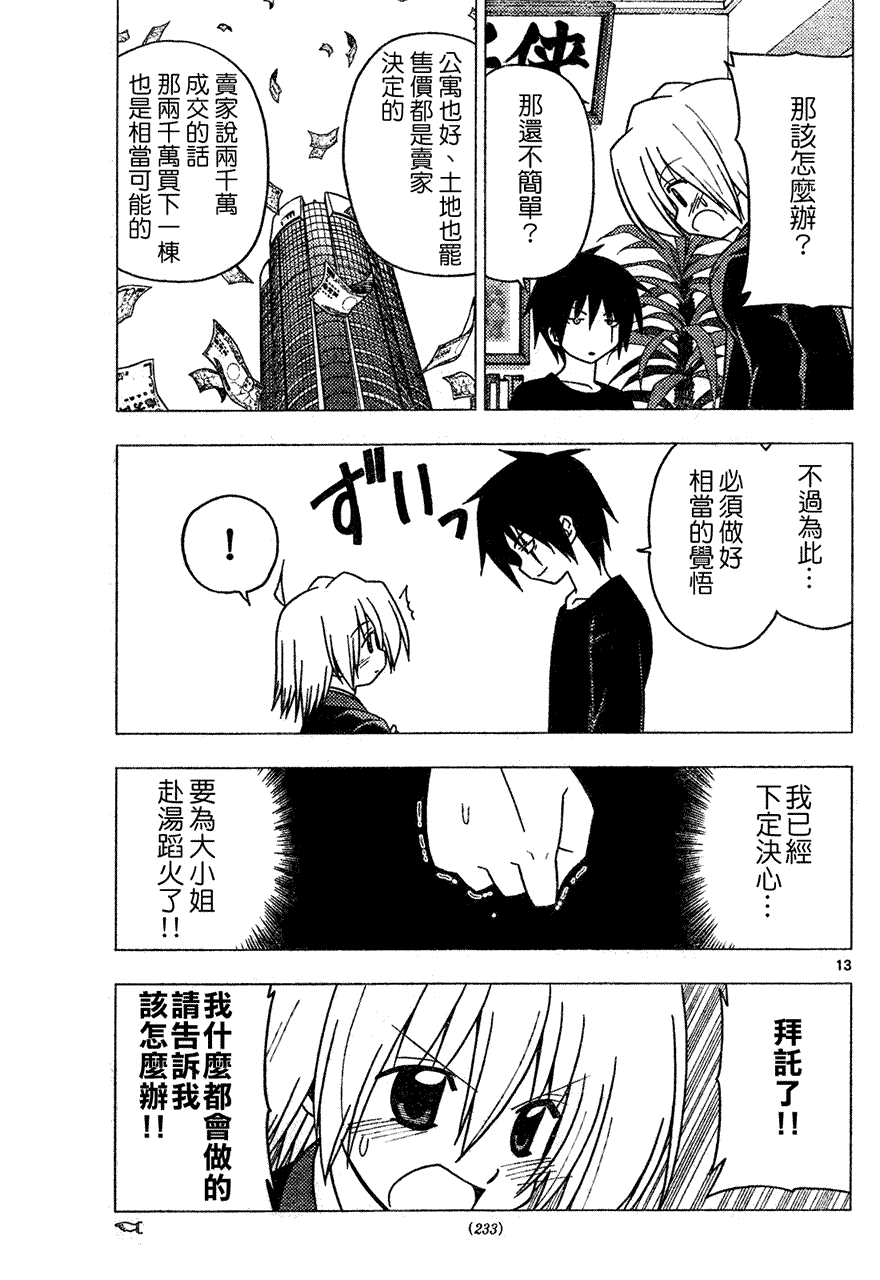 那該怎麼辦？
那還不簡單？
公寓也好、土地也罷
售價都是賣家
決定的
賣家說兩千萬
成交的話
那兩千萬買下一棟
也是相當可能的
不過為此…
必須做好
相當的覺悟
ずいっ
！
我已經
下定決心…
要為大小姐
赴湯蹈火了!!
13
拜託了!!
我什麼都會做的
請告訴我
該怎麼辦!!
(233)